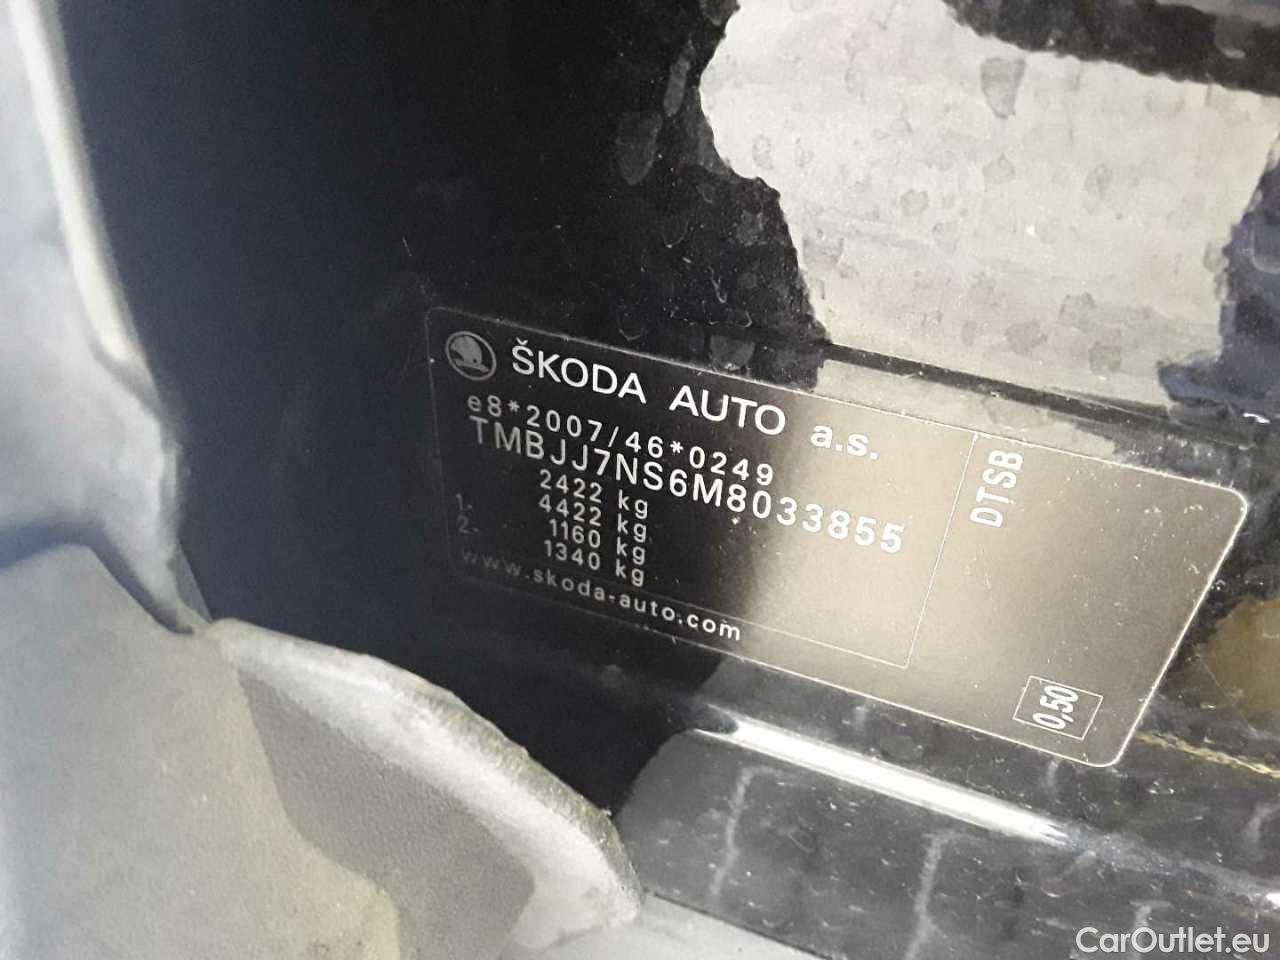 ŠKODA AUTO a.s.
e8*2007/46*0249
TMBJJ7NS6M8033855
2422 kg
4422 kg
1- 1160 kg
2- 1340 kg
www.skoda-auto.com
DTSB
0,50
CarOutlet.eu